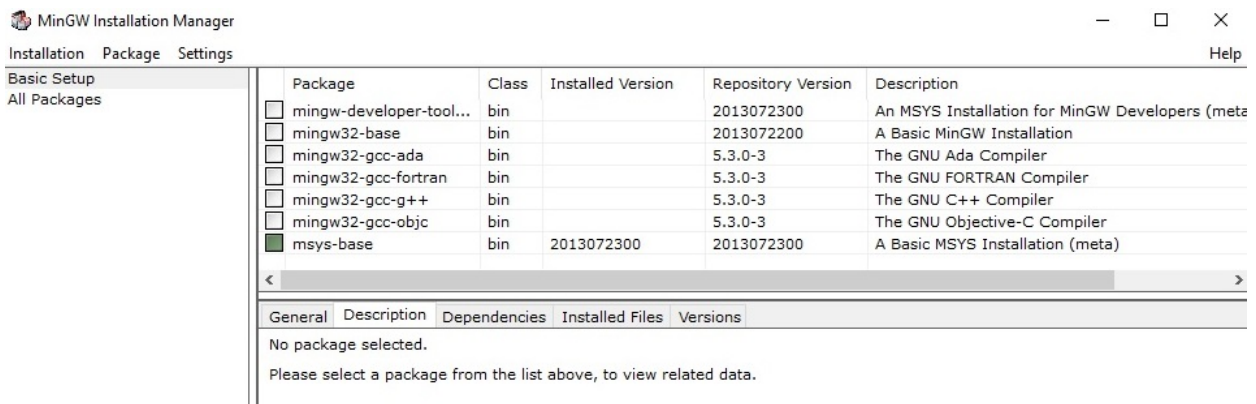 MinGW Installation Manager
Installation Package Settings Help
Basic Setup
All Packages
Package Class Installed Version Repository Version Description
mingw-developer-tool... bin 2013072300 An MSYS Installation for MinGW Developers (meta
mingw32-base bin 2013072200 A Basic MinGW Installation
mingw32-gcc-ada bin 5.3.0-3 The GNU Ada Compiler
mingw32-gcc-fortran bin 5.3.0-3 The GNU FORTRAN Compiler
mingw32-gcc-g++ bin 5.3.0-3 The GNU C++ Compiler
mingw32-gcc-objc bin 5.3.0-3 The GNU Objective-C Compiler
msys-base bin 2013072300 2013072300 A Basic MSYS Installation (meta)
General Description Dependencies Installed Files Versions
No package selected.
Please select a package from the list above, to view related data.